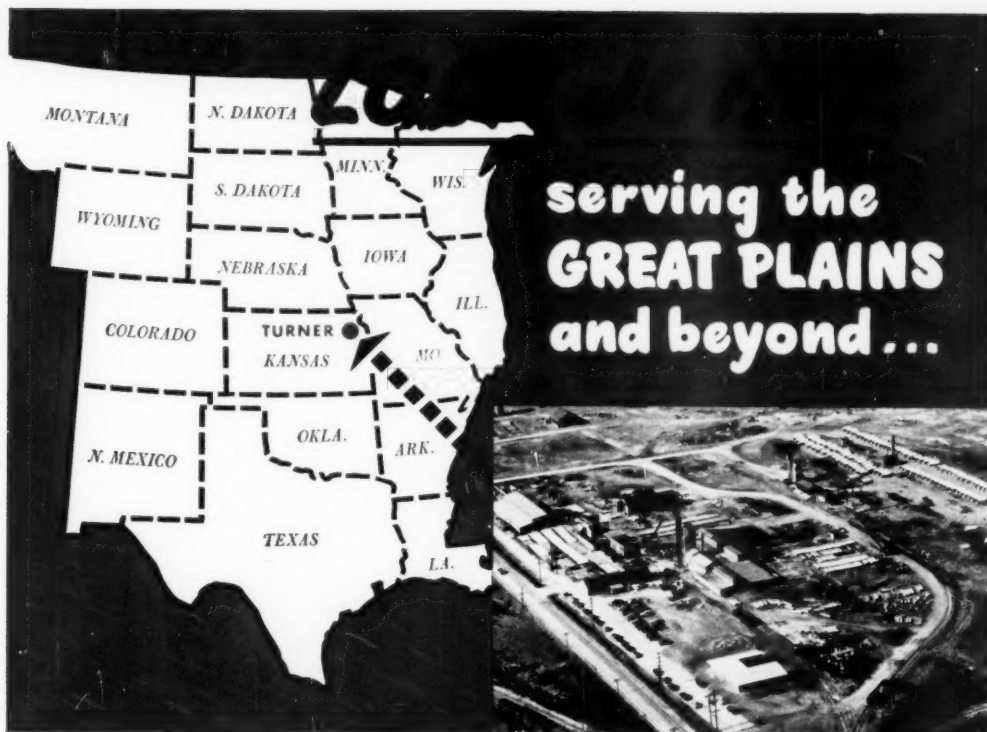 MONTANA
N. DAKOTA
MINN.
WIS.
S. DAKOTA
WYOMING
NEBRASKA
IOWA
ILL.
COLORADO
TURNER
KANSAS
MO
N. MEXICO
OKLA.
ARK.
TEXAS
LA.
serving the
GREAT PLAINS
and beyond...